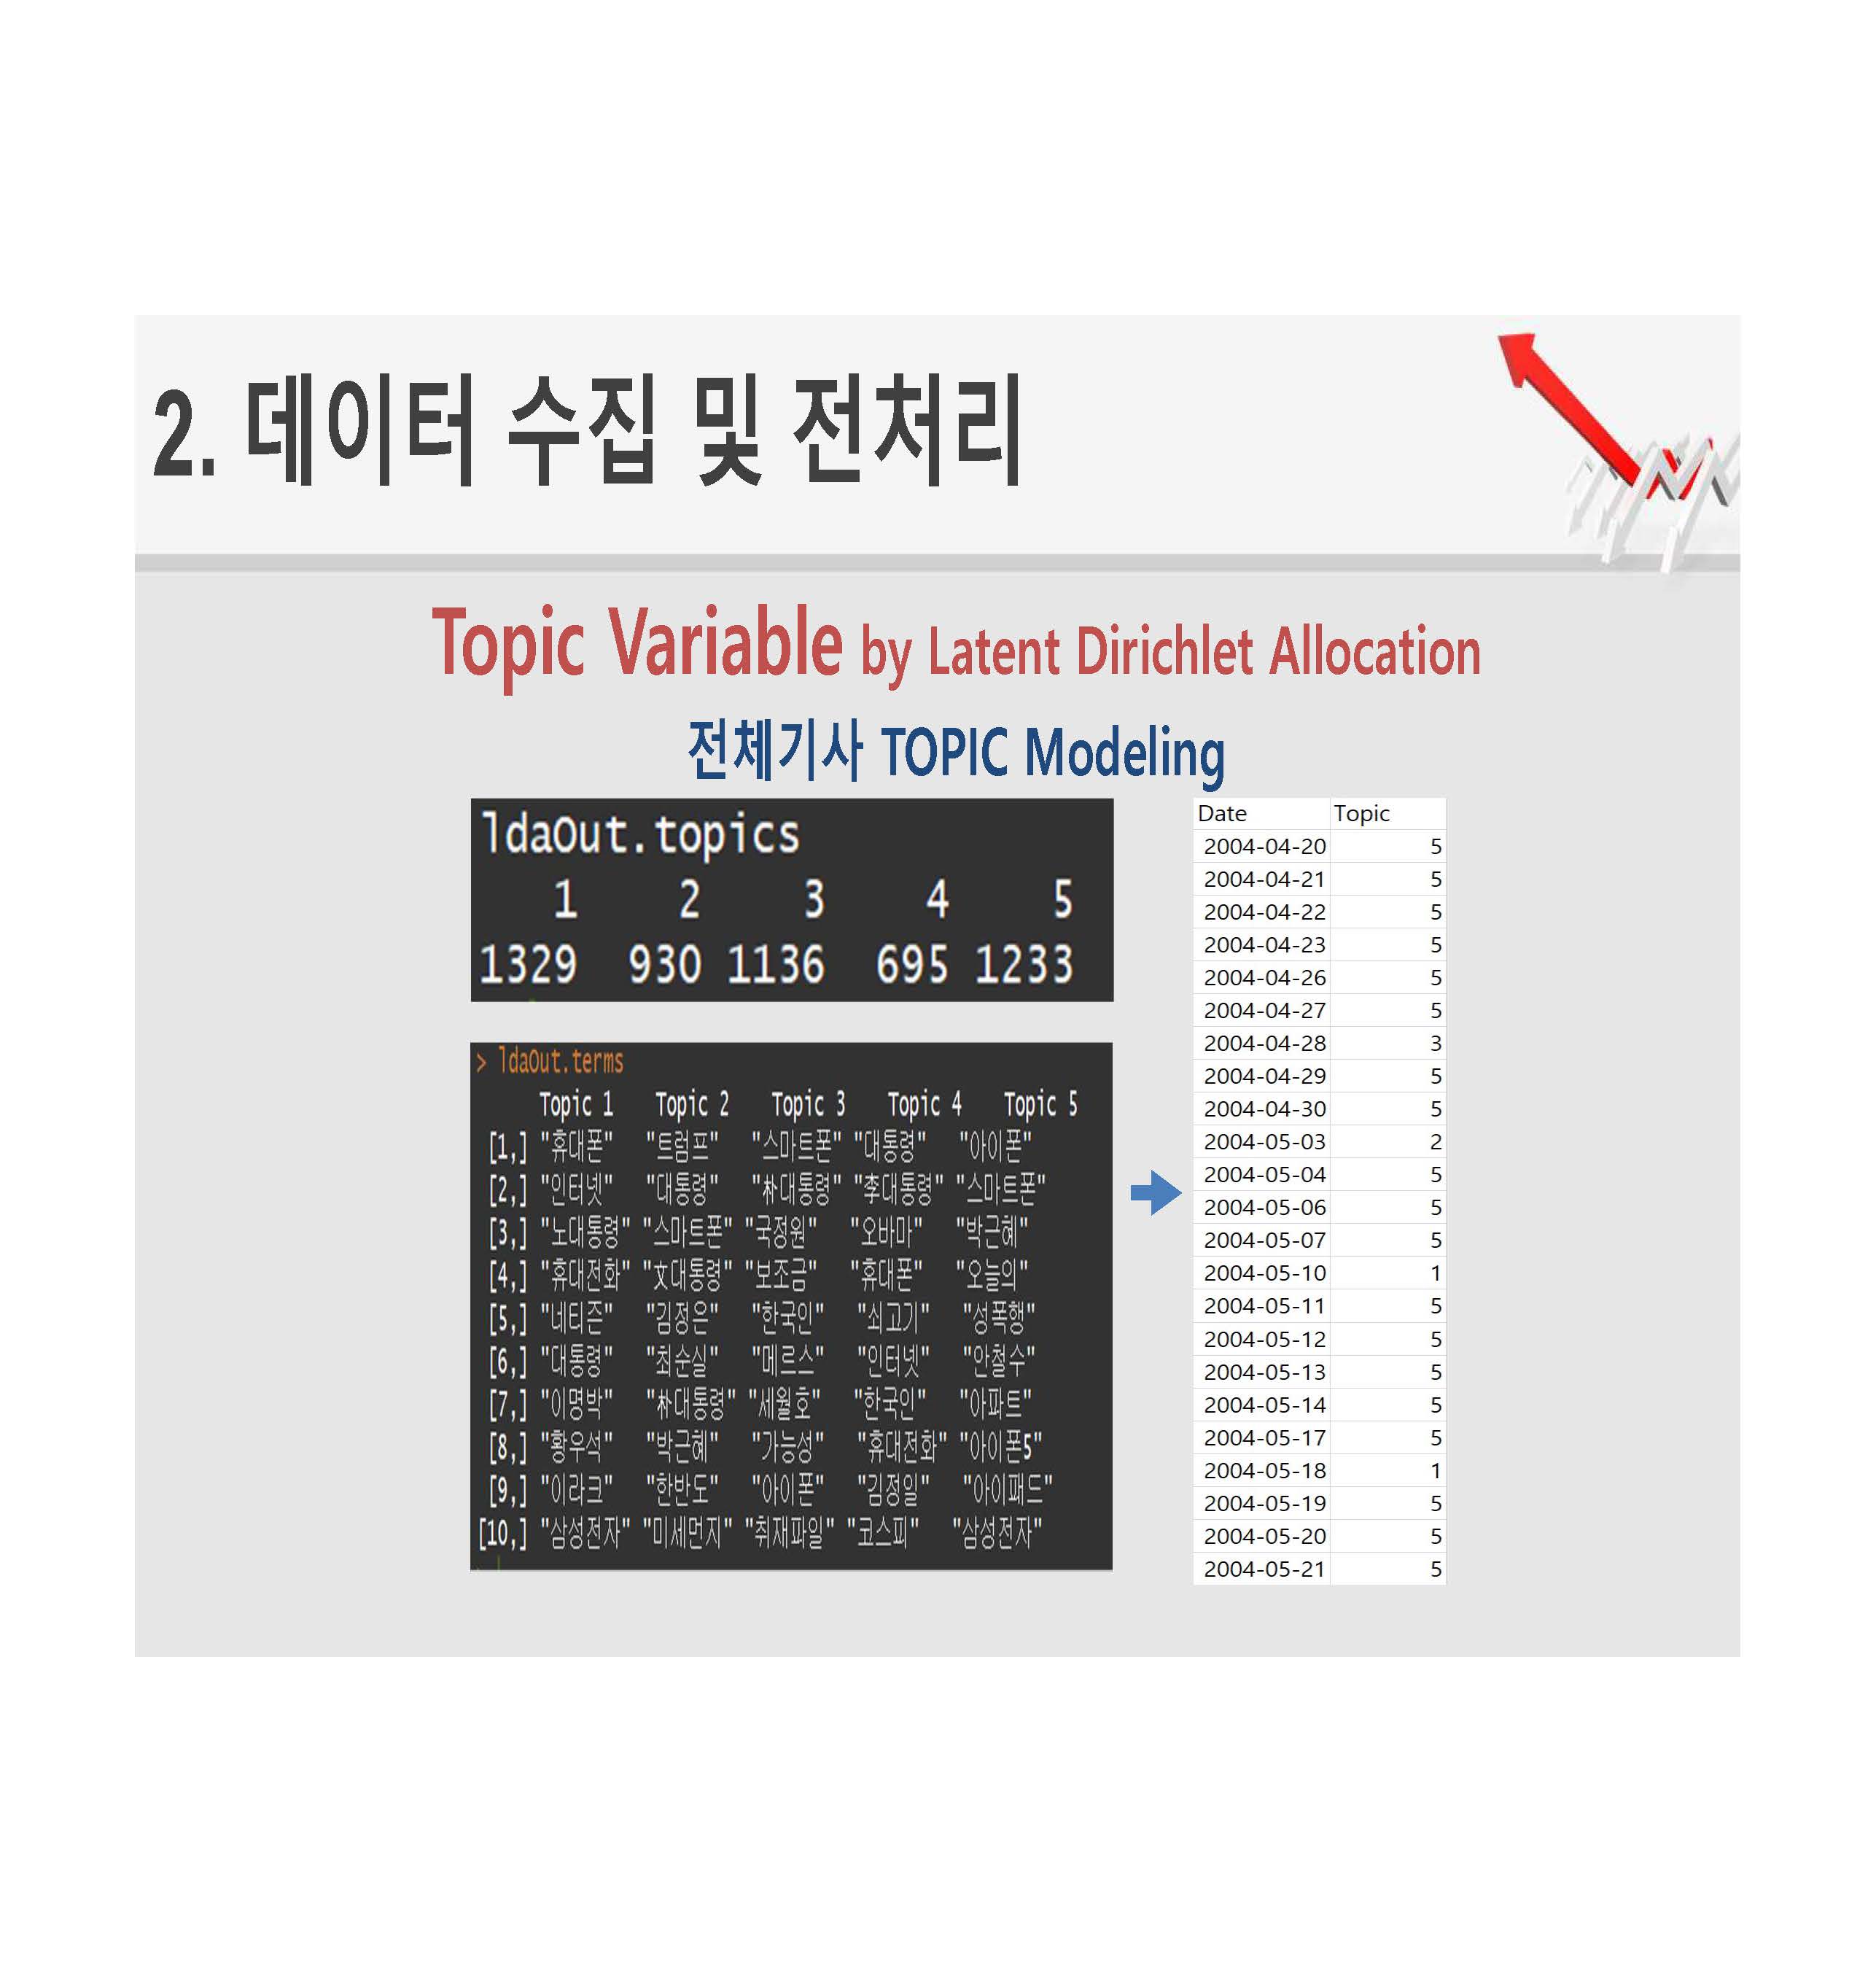 2. 데이터 수집 및 전처리
Topic Variable by Latent Dirichlet Allocation
전체기사 TOPIC Modeling
ldaOut.topics
1 2 3 4 5
1329 930 1136 695 1233
> ldaOut.terms
Topic 1 Topic 2 Topic 3 Topic 4 Topic 5
[1,] "휴대폰" "트럼프" "스마트폰" "대통령" "아이폰"
[2,] "인터넷" "대통령" "朴대통령" "李대통령" "스마트폰"
[3,] "노대통령" "스마트폰" "국정원" "오바마" "박근혜"
[4,] "휴대전화" "文대통령" "보조금" "휴대폰" "오늘의"
[5,] "네티즌" "김정은" "한국인" "쇠고기" "성폭행"
[6,] "대통령" "최순실" "메르스" "인터넷" "안철수"
[7,] "이명박" "朴대통령" "세월호" "한국인" "아파트"
[8,] "황우석" "박근혜" "가능성" "휴대전화" "아이폰5"
[9,] "이라크" "한반도" "아이폰" "김정일" "아이패드"
[10,] "삼성전자" "미세먼지" "취재파일" "코스피" "삼성전자"
Date Topic
2004-04-20 5
2004-04-21 5
2004-04-22 5
2004-04-23 5
2004-04-26 5
2004-04-27 5
2004-04-28 3
2004-04-29 5
2004-04-30 5
2004-05-03 2
2004-05-04 5
2004-05-06 5
2004-05-07 5
2004-05-10 1
2004-05-11 5
2004-05-12 5
2004-05-13 5
2004-05-14 5
2004-05-17 5
2004-05-18 1
2004-05-19 5
2004-05-20 5
2004-05-21 5